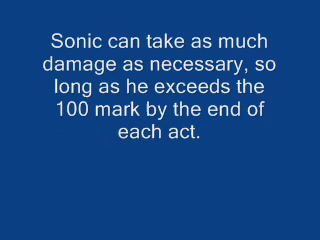 Sonic can take as much
damage as necessary, so
long as he exceeds the
100 mark by the end of
each act.